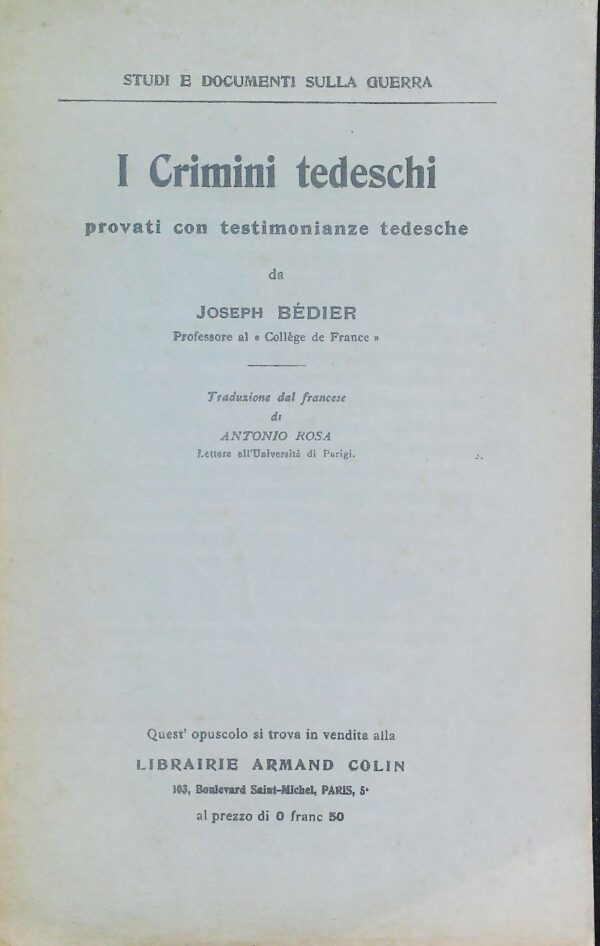 STUDI E DOCUMENTI SULLA GUERRA
I Crimini tedeschi
provati con testimonianze tedesche
da
JOSEPH BÉDIER
Professore al « Collège de France »
Traduzione dal francese
di
ANTONIO ROSA
Lettore all'Università di Parigi.
Quest' opuscolo si trova in vendita alla
LIBRAIRIE ARMAND COLIN
103, Boulevard Saint-Michel, PARIS, 5e
al prezzo di 0 franc 50